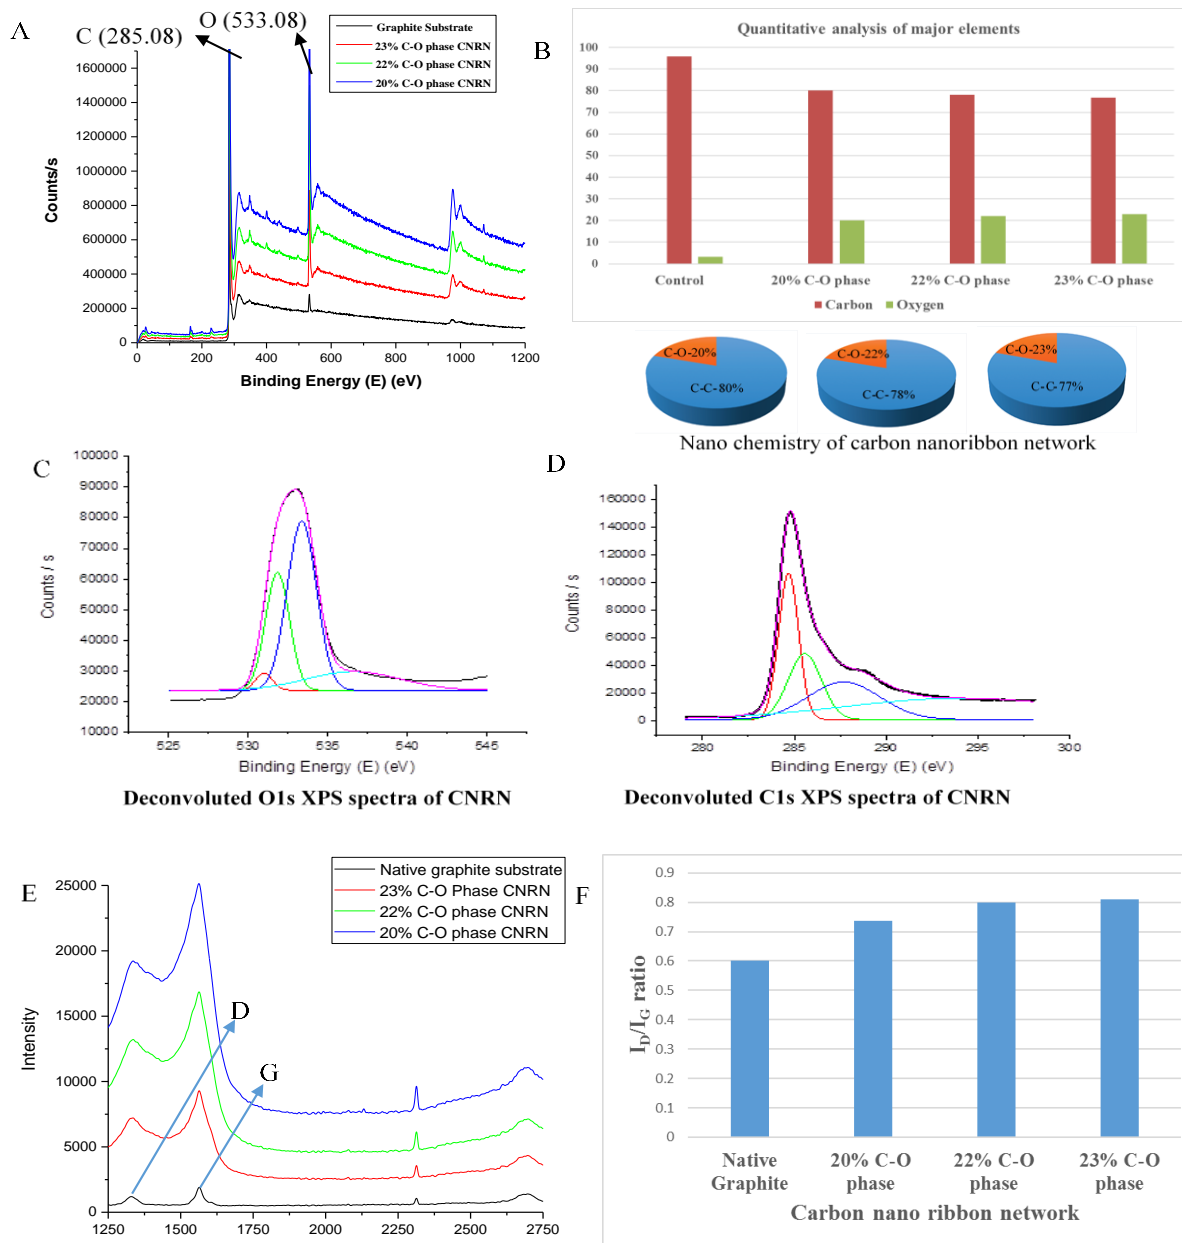 A
C (285.08)
O (533.08)
Graphite Substrate
23% C-O phase CNRN
22% C-O phase CNRN
20% C-O phase CNRN
1600000
1400000
1200000
1000000
800000
600000
400000
200000
0
0 200 400 600 800 1000 1200
Counts/s
Binding Energy (E) (eV)
B
Quantitative analysis of major elements
100
90
80
70
60
50
40
30
20
10
0
Control 20% C-O phase 22% C-O phase 23% C-O phase
Carbon Oxygen
C-O-20%
C-C- 80%
C-O-22%
C-C- 78%
C-O-23%
C-C- 77%
Nano chemistry of carbon nanoribbon network
C
100000
90000
80000
70000
60000
50000
40000
30000
20000
10000
525 530 535 540 545
Counts / s
Binding Energy (E) (eV)
Deconvoluted O1s XPS spectra of CNRN
D
160000
140000
120000
100000
80000
60000
40000
20000
0
280 285 290 295 300
Counts / s
Binding Energy (E) (eV)
Deconvoluted C1s XPS spectra of CNRN
E
Native graphite substrate
23% C-O Phase CNRN
22% C-O phase CNRN
20% C-O phase CNRN
25000
20000
15000
10000
5000
0
1250 1500 1750 2000 2250 2500 2750
Intensity
D
G
F
0.9
0.8
0.7
0.6
0.5
0.4
0.3
0.2
0.1
0
I_D/I_G ratio
Native Graphite
20% C-O phase
22% C-O phase
23% C-O phase
Carbon nano ribbon network